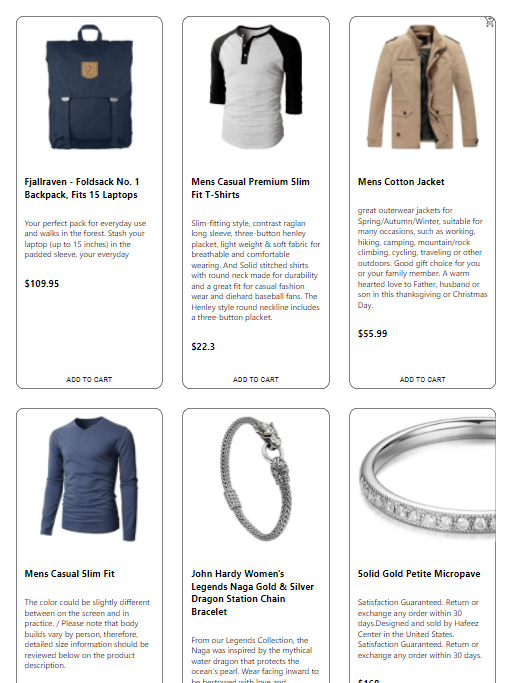 Fjallraven - Foldsack No. 1
Backpack, Fits 15 Laptops
Your perfect pack for everyday use
and walks in the forest. Stash your
laptop (up to 15 inches) in the
padded sleeve, your everyday
$109.95
ADD TO CART
Mens Casual Premium Slim
Fit T-Shirts
Slim-fitting style, contrast raglan
long sleeve, three-button henley
placket, light weight & soft fabric for
breathable and comfortable
wearing. And Solid stitched shirts
with round neck made for durability
and a great fit for casual fashion
wear and diehard baseball fans. The
Henley style round neckline includes
a three-button placket.
$22.3
ADD TO CART
Mens Cotton Jacket
great outerwear jackets for
Spring/Autumn/Winter, suitable for
many occasions, such as working,
hiking, camping, mountain/rock
climbing, cycling, traveling or other
outdoors. Good gift choice for you
or your family member. A warm
hearted love to Father, husband or
son in this thanksgiving or Christmas
Day.
$55.99
ADD TO CART
Mens Casual Slim Fit
The color could be slightly different
between on the screen and in
practice. / Please note that body
builds vary by person, therefore,
detailed size information should be
reviewed below on the product
description.
John Hardy Women's
Legends Naga Gold & Silver
Dragon Station Chain
Bracelet
From our Legends Collection, the
Naga was inspired by the mythical
water dragon that protects the
ocean's pearl. Wear facing inward to
be bestowed with love and
Solid Gold Petite Micropave
Satisfaction Guaranteed. Return or
exchange any order within 30
days.Designed and sold by Hafeez
Center in the United States.
Satisfaction Guaranteed. Return or
exchange any order within 30 days.
$168